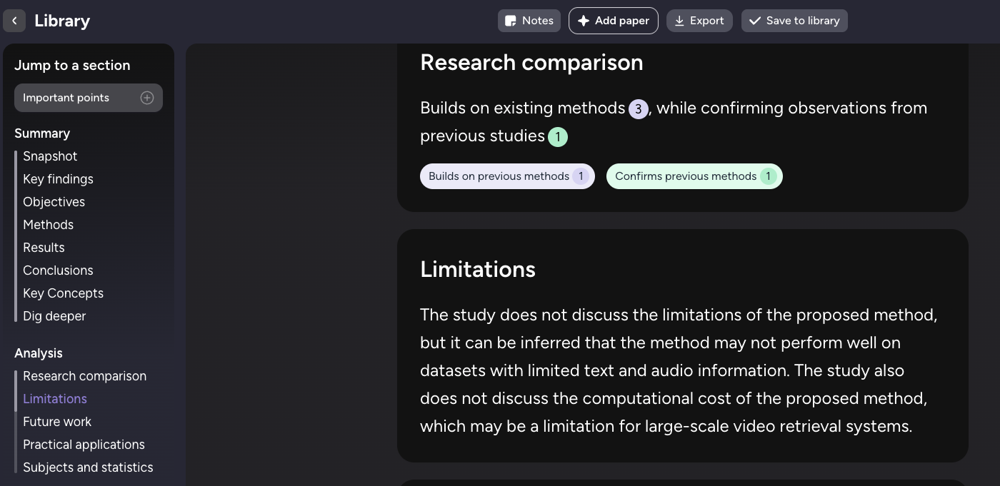 Library
Notes
Add paper
Export
Save to library
Jump to a section
Important points
Summary
Snapshot
Key findings
Objectives
Methods
Results
Conclusions
Key Concepts
Dig deeper
Analysis
Research comparison
Limitations
Future work
Practical applications
Subjects and statistics
Research comparison
Builds on existing methods 3, while confirming observations from
previous studies 1
Builds on previous methods 1
Confirms previous methods 1
Limitations
The study does not discuss the limitations of the proposed method,
but it can be inferred that the method may not perform well on
datasets with limited text and audio information. The study also
does not discuss the computational cost of the proposed method,
which may be a limitation for large-scale video retrieval systems.